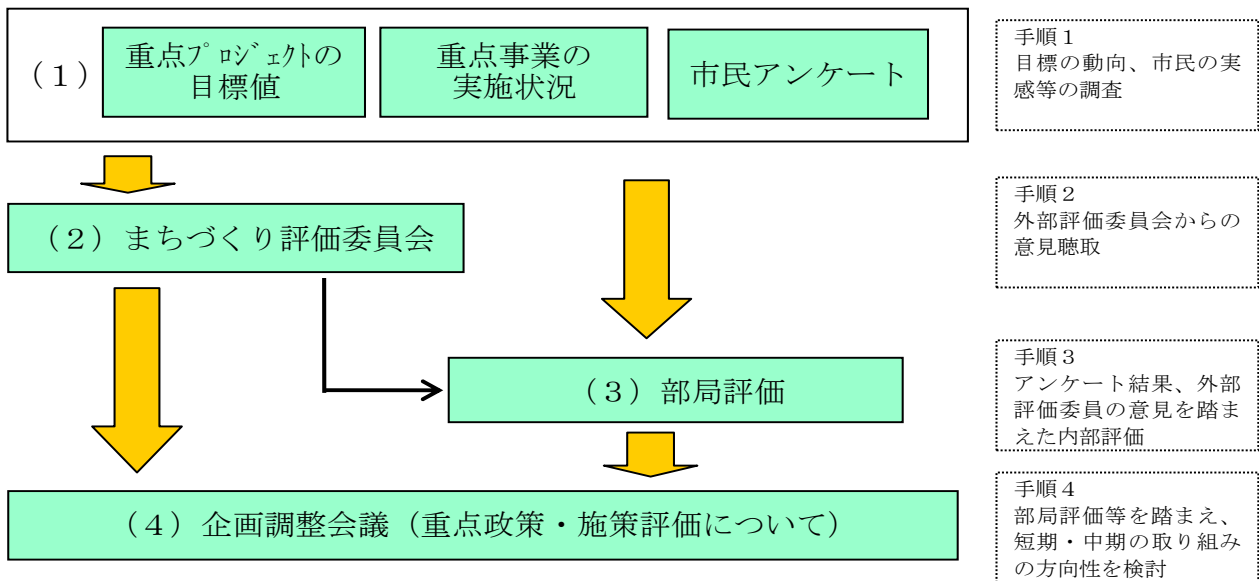 (1)
重点ﾌﾟﾛｼﾞｪｸﾄの
目標値
重点事業の
実施状況
市民アンケート
手順1
目標の動向、市民の実
感等の調査
(2)まちづくり評価委員会
手順2
外部評価委員会からの
意見聴取
(3)部局評価
手順3
アンケート結果、外部
評価委員の意見を踏ま
えた内部評価
(4)企画調整会議(重点政策・施策評価について)
手順4
部局評価等を踏まえ、
短期・中期の取り組み
の方向性を検討